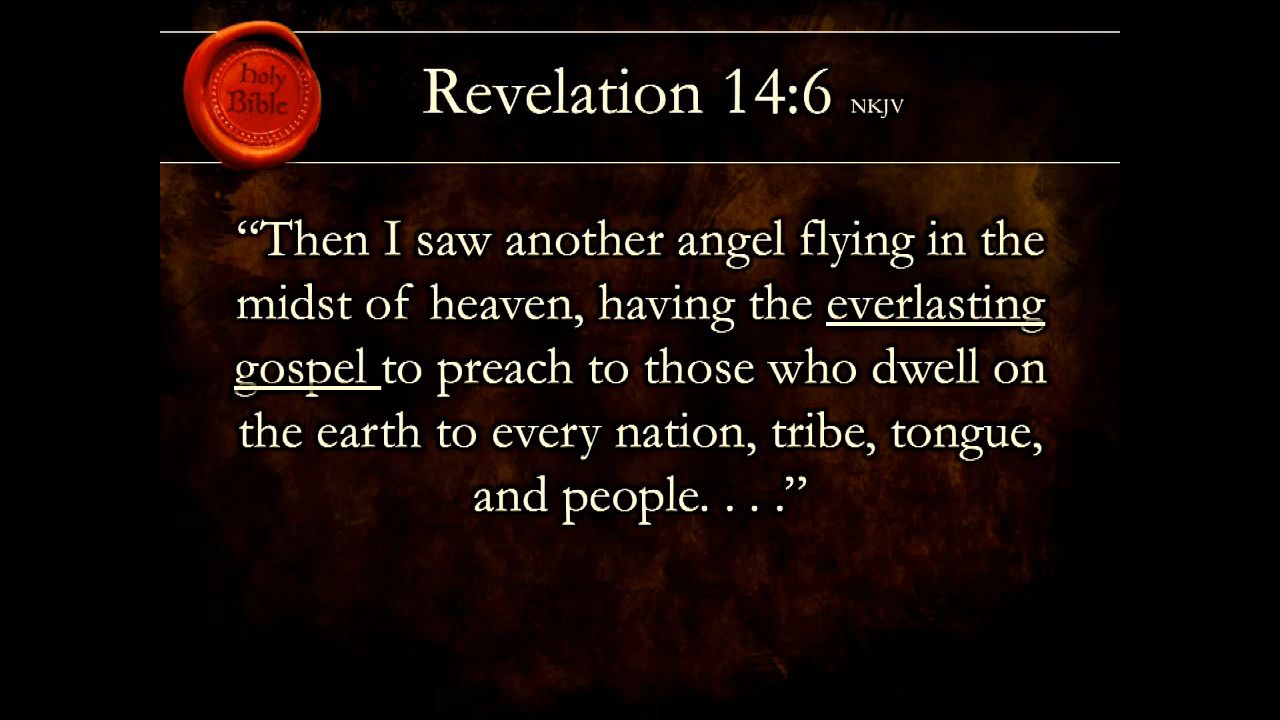 Holy
Bible
Revelation 14:6 NKJV
“Then I saw another angel flying in the
midst of heaven, having the everlasting
gospel to preach to those who dwell on
the earth to every nation, tribe, tongue,
and people. . . .”